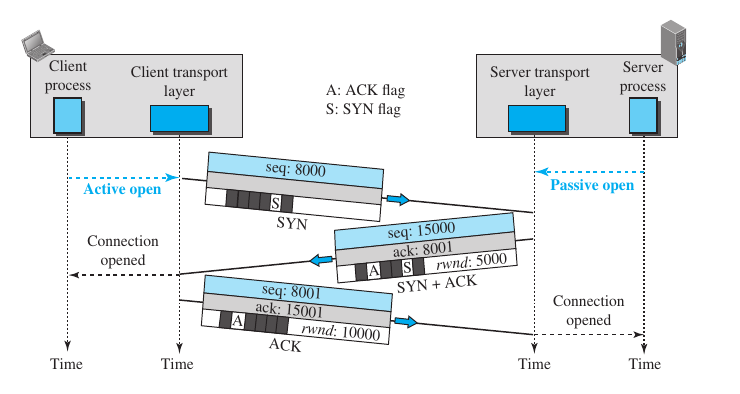 Client
process
Client transport
layer
A: ACK flag
S: SYN flag
Server transport
layer
Server
process
Active open
seq: 8000
S
SYN
Passive open
Connection
opened
seq: 15000
ack: 8001
A S rwnd: 5000
SYN + ACK
seq: 8001
ack: 15001
A rwnd: 10000
ACK
Connection
opened
Time
Time
Time
Time